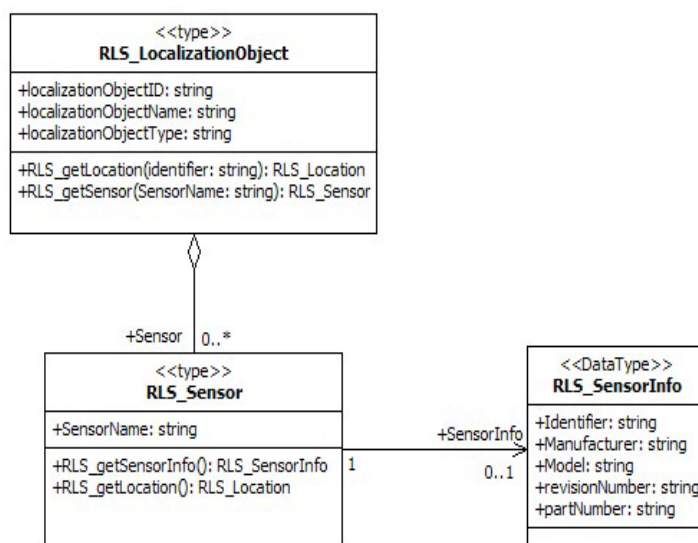 <<type>>
RLS_LocalizationObject
+localizationObjectID: string
+localizationObjectName: string
+localizationObjectType: string
+RLS_getLocation(identifier: string): RLS_Location
+RLS_getSensor(SensorName: string): RLS_Sensor
+Sensor 0..*
<<type>>
RLS_Sensor
+SensorName: string
+RLS_getSensorInfo(): RLS_SensorInfo
+RLS_getLocation(): RLS_Location
1
+SensorInfo
0..1
<<DataType>>
RLS_SensorInfo
+Identifier: string
+Manufacturer: string
+Model: string
+revisionNumber: string
+partNumber: string